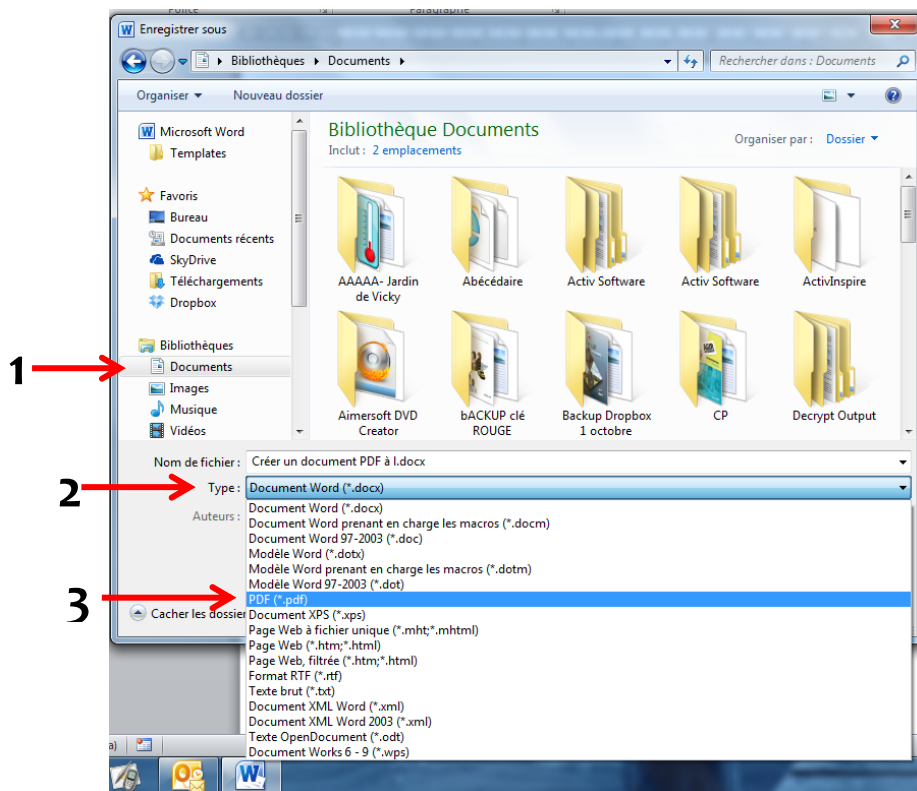 Police Paragraphe
Enregistrer sous
Bibliothèques Documents
Rechercher dans : Documents
Organiser Nouveau dossier
Microsoft Word
Templates
Favoris
Bureau
Documents récents
SkyDrive
Téléchargements
Dropbox
Bibliothèques
1
Documents
Images
Musique
Vidéos
Bibliothèque Documents
Inclut : 2 emplacements
Organiser par : Dossier
AAAAA- Jardin
de Vicky
Abécédaire
Activ Software
Activ Software
ActivInspire
Aimersoft DVD
Creator
bACKUP clé
ROUGE
Backup Dropbox
1 octobre
CP
Decrypt Output
Nom de fichier : Créer un document PDF à l.docx
2
Type : Document Word (*.docx)
Auteurs :
Document Word (*.docx)
Document Word prenant en charge les macros (*.docm)
Document Word 97-2003 (*.doc)
Modèle Word (*.dotx)
Modèle Word prenant en charge les macros (*.dotm)
Modèle Word 97-2003 (*.dot)
3
PDF (*.pdf)
Cacher les dossier
Document XPS (*.xps)
Page Web à fichier unique (*.mht;*.mhtml)
Page Web (*.htm;*.html)
Page Web, filtrée (*.htm;*.html)
Format RTF (*.rtf)
Texte brut (*.txt)
Document XML Word (*.xml)
Document XML Word 2003 (*.xml)
Texte OpenDocument (*.odt)
Document Works 6 - 9 (*.wps)
a)